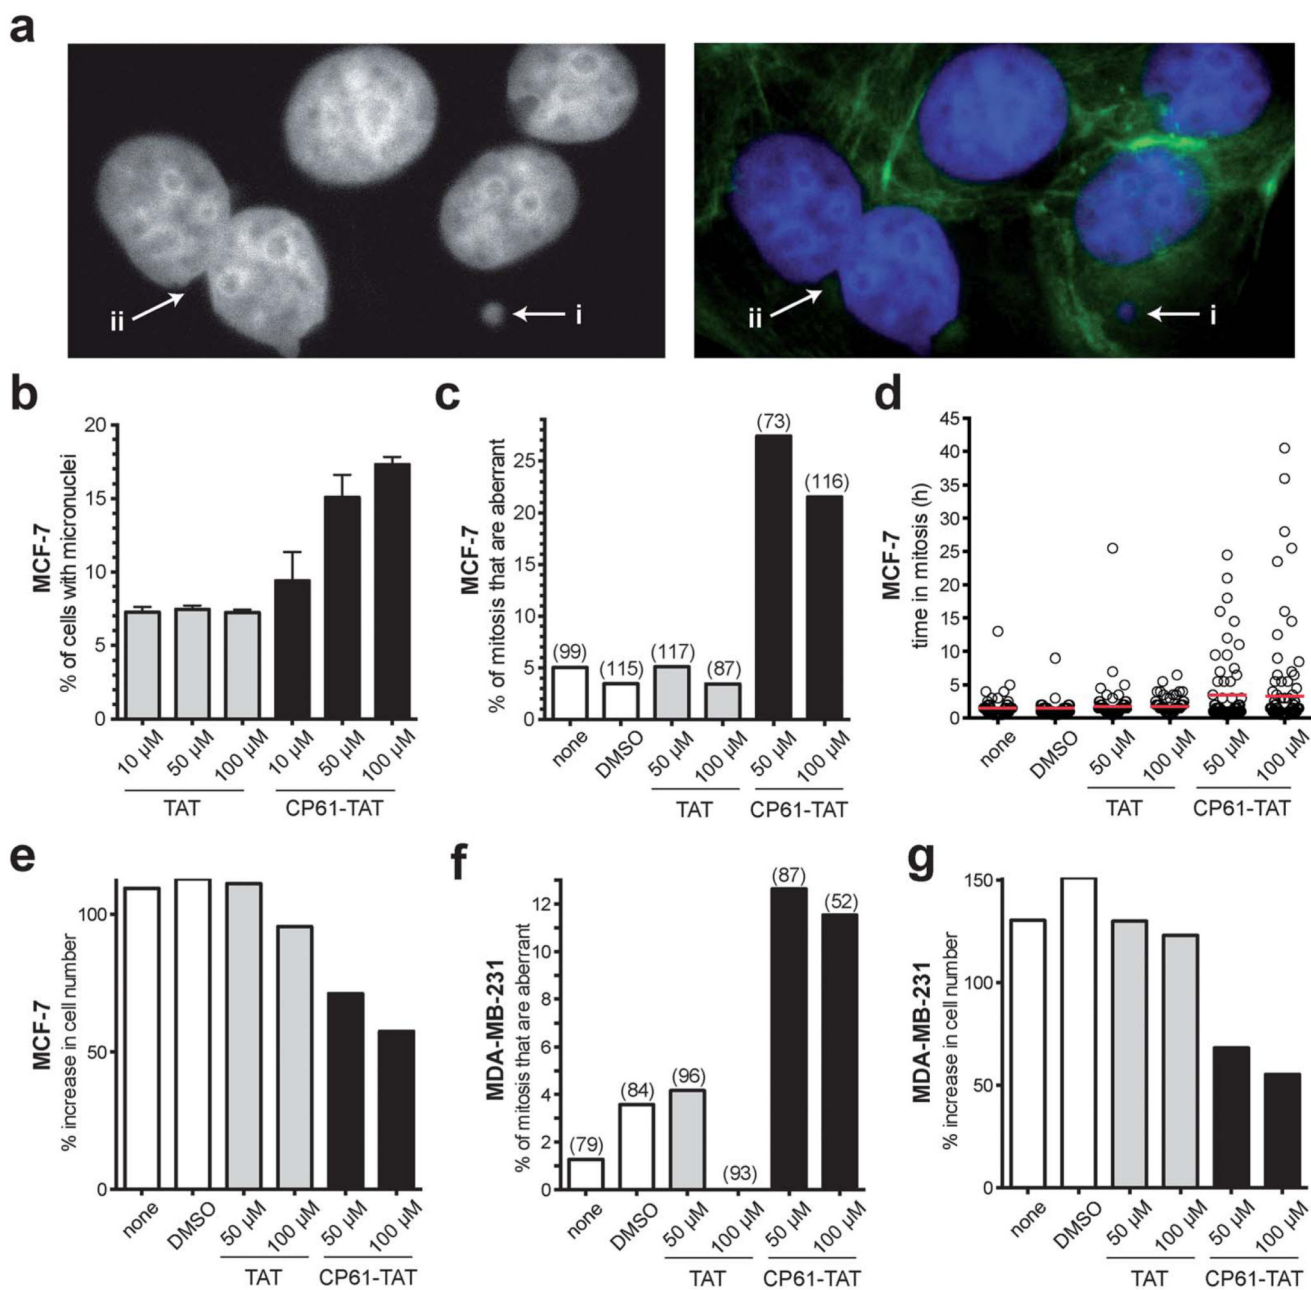 a
ii
i
ii
i
b
MCF-7
% of cells with micronuclei
20
15
10
5
0
10 µM
50 µM
100 µM
10 µM
50 µM
100 µM
TAT
CP61-TAT
c
MCF-7
% of mitosis that are aberrant
25
20
15
10
5
0
(99)
(115)
(117)
(87)
(73)
(116)
none
DMSO
50 µM
100 µM
50 µM
100 µM
TAT
CP61-TAT
d
MCF-7
time in mitosis (h)
45
40
35
30
25
20
15
10
5
0
none
DMSO
50 µM
100 µM
50 µM
100 µM
TAT
CP61-TAT
e
MCF-7
% increase in cell number
100
50
0
none
DMSO
50 µM
100 µM
50 µM
100 µM
TAT
CP61-TAT
f
MDA-MB-231
% of mitosis that are aberrant
12
10
8
6
4
2
0
(79)
(84)
(96)
(93)
(87)
(52)
none
DMSO
50 µM
100 µM
50 µM
100 µM
TAT
CP61-TAT
g
MDA-MB-231
% increase in cell number
150
100
50
0
none
DMSO
50 µM
100 µM
50 µM
100 µM
TAT
CP61-TAT